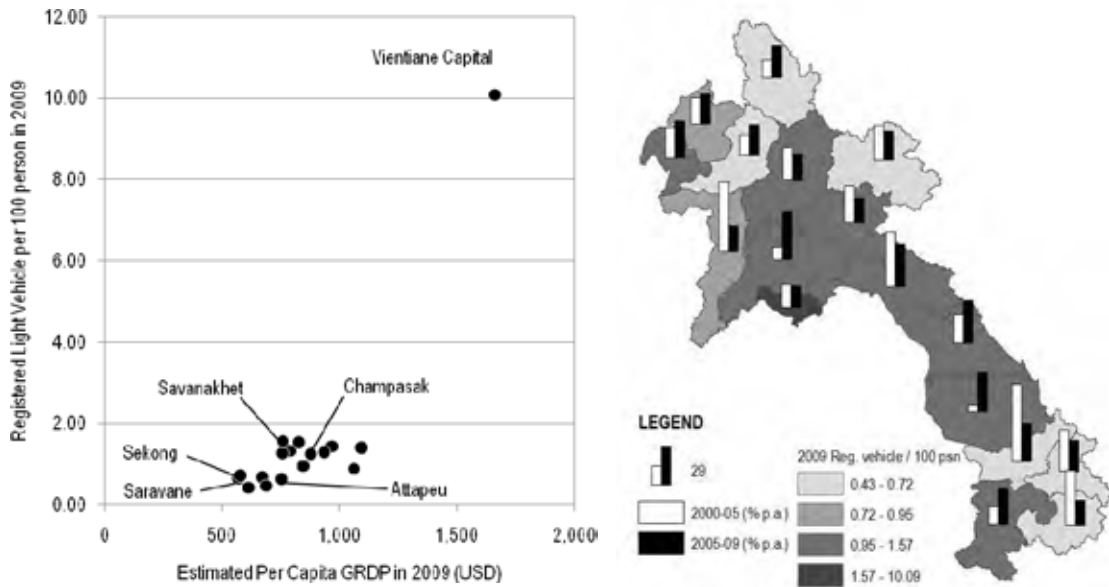 Registered Light Vehicle per 100 person in 2009
12.00
10.00
8.00
6.00
4.00
2.00
0.00
Vientiane Capital
Savanakhet
Champasak
Sekong
Saravane
Attapeu
0
500
1,000
1,500
2,000
Estimated Per Capita GRDP in 2009 (USD)
LEGEND
29
2000-05 (% p.a.)
2005-09 (% p.a.)
2009 Reg. vehicle / 100 psn
0.43 - 0.72
0.72 - 0.95
0.95 - 1.57
1.57 - 10.09